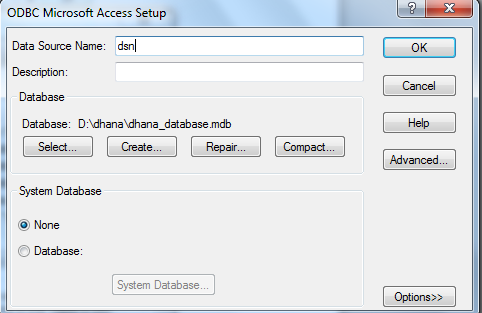 ODBC Microsoft Access Setup
Data Source Name: dsn
OK
Description:
Cancel
Database
Database: D:\dhana\dhana_database.mdb
Help
Select... Create... Repair... Compact...
Advanced...
System Database
None
Database:
System Database...
Options>>